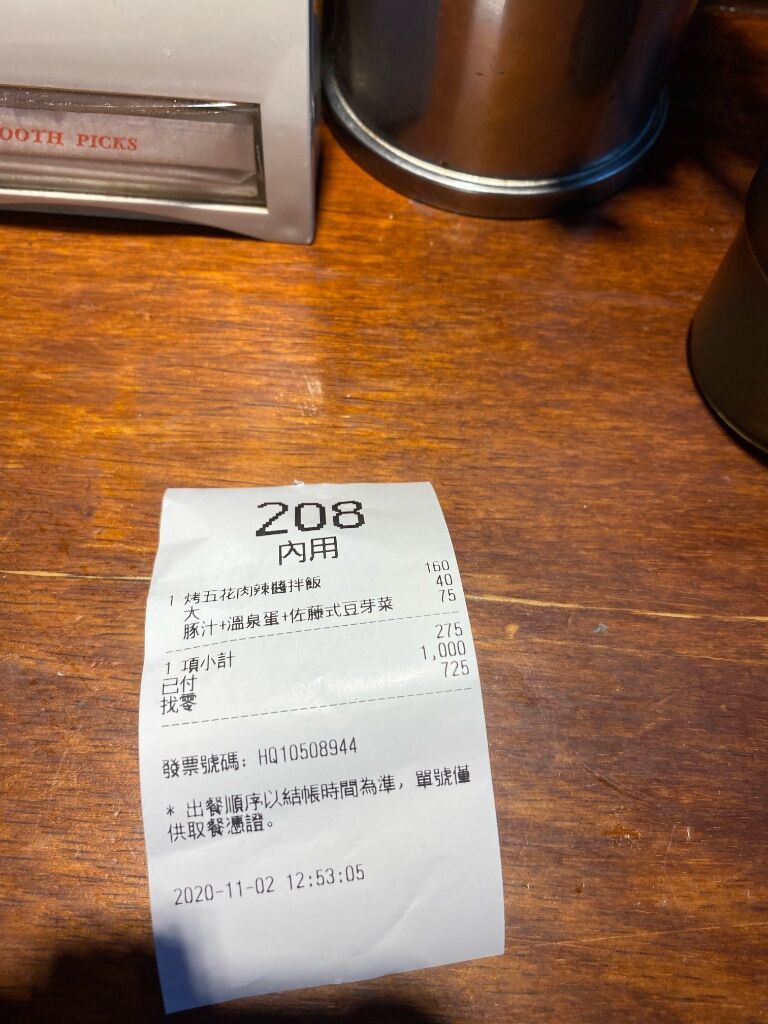 OOTH PICKS
208
內用
1 烤五花肉辣醬拌飯 160
大 40
豚汁+溫泉蛋+佐藤式豆芽菜 75
1 項小計 275
已付 1,000
找零 725
發票號碼: HQ10508944
* 出餐順序以結帳時間為準, 單號僅
供取餐憑證。
2020-11-02 12:53:05